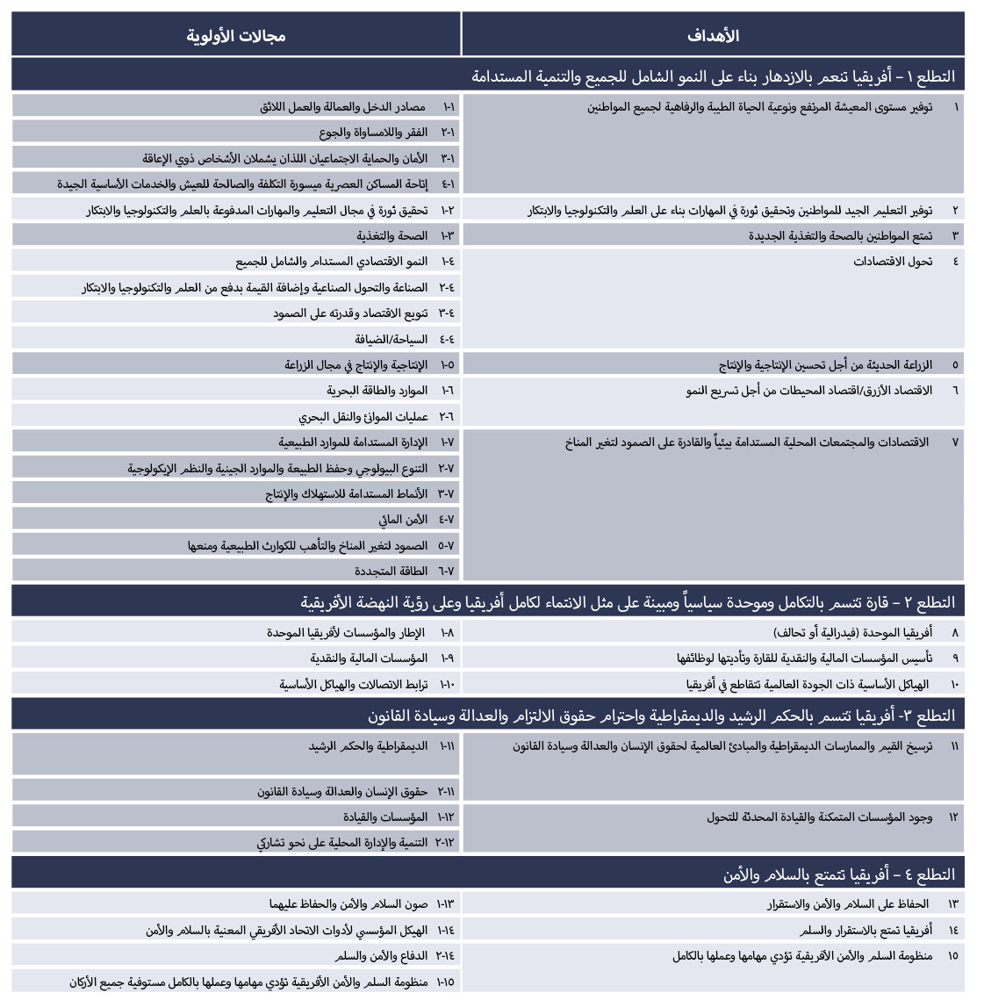 الأهداف مجالات الأولوية
التطلع ١ – أفريقيا تنعم بالازدهار بناء على النمو الشامل للجميع والتنمية المستدامة
١ توفير مستوى المعيشة المرتفع ونوعية الحياة الطيبة والرفاهية لجميع المواطنين ١-١ مصادر الدخل والعمالة والعمل اللائق
١-٢ الفقر واللامساواة والجوع
١-٣ الأمان والحماية الاجتماعيان اللذان يشملان الأشخاص ذوي الإعاقة
١-٤ إتاحة المساكن العصرية ميسورة التكلفة والصالحة للعيش والخدمات الأساسية الجيدة
٢ توفير التعليم الجيد للمواطنين وتحقيق ثورة في المهارات بناء على العلم والتكنولوجيا والابتكار ٢-١ تحقيق ثورة في مجال التعليم والمهارات المدفوعة بالعلم والتكنولوجيا والابتكار
٣ تمتع المواطنين بالصحة والتغذية الجديدة ٣-١ الصحة والتغذية
٤ تحول الاقتصادات ٤-١ النمو الاقتصادي المستدام والشامل للجميع
٤-٢ الصناعة والتحول الصناعية وإضافة القيمة بدفع من العلم والتكنولوجيا والابتكار
٤-٣ تنويع الاقتصاد وقدرته على الصمود
٤-٤ السياحة/الضيافة
٥ الزراعة الحديثة من أجل تحسين الإنتاجية والإنتاج ٥-١ الإنتاجية والإنتاج في مجال الزراعة
٦ الاقتصاد الأزرق/اقتصاد المحيطات من أجل تسريع النمو ٦-١ الموارد والطاقة البحرية
٦-٢ عمليات الموانئ والنقل البحري
٧ الاقتصادات والمجتمعات المحلية المستدامة بيئياً والقادرة على الصمود لتغير المناخ ٧-١ الإدارة المستدامة للموارد الطبيعية
٧-٢ التنوع البيولوجي وحفظ الطبيعة والموارد الجينية والنظم الإيكولوجية
٧-٣ الأنماط المستدامة للاستهلاك والإنتاج
٧-٤ الأمن المائي
٧-٥ الصمود لتغير المناخ والتأهب للكوارث الطبيعية ومنعها
٧-٦ الطاقة المتجددة
التطلع ٢ – قارة تتسم بالتكامل وموحدة سياسياً ومبينة على مثل الانتماء لكامل أفريقيا وعلى رؤية النهضة الأفريقية
٨ أفريقيا الموحدة (فيدرالية أو تحالف) ٨-١ الإطار والمؤسسات لأفريقيا الموحدة
٩ تأسيس المؤسسات المالية والنقدية للقارة وتأديتها لوظائفها ٩-١ المؤسسات المالية والنقدية
١٠ الهياكل الأساسية ذات الجودة العالمية تتقاطع في أفريقيا ١٠-١ ترابط الاتصالات والهياكل الأساسية
التطلع ٣- أفريقيا تتسم بالحكم الرشيد والديمقراطية واحترام حقوق الالتزام والعدالة وسيادة القانون
١١ ترسيخ القيم والممارسات الديمقراطية والمبادئ العالمية لحقوق الإنسان والعدالة وسيادة القانون ١١-١ الديمقراطية والحكم الرشيد
١١-٢ حقوق الإنسان والعدالة وسيادة القانون
١٢ وجود المؤسسات المتمكنة والقيادة المحدثة للتحول ١٢-١ المؤسسات والقيادة
١٢-٢ التنمية والإدارة المحلية على نحو تشاركي
التطلع ٤ – أفريقيا تتمتع بالسلام والأمن
١٣ الحفاظ على السلام والأمن والاستقرار ١٣-١ صون السلام والأمن والحفاظ عليهما
١٤ أفريقيا تمتع بالاستقرار والسلم ١٤-١ الهيكل المؤسسي لأدوات الاتحاد الأفريقي المعنية بالسلام والأمن
١٥ منظومة السلم والأمن الأفريقية تؤدي مهامها وعملها بالكامل ١٤-٢ الدفاع والأمن والسلم
١٥-١ منظومة السلم والأمن الأفريقية تؤدي مهامها وعملها بالكامل مستوفية جميع الأركان